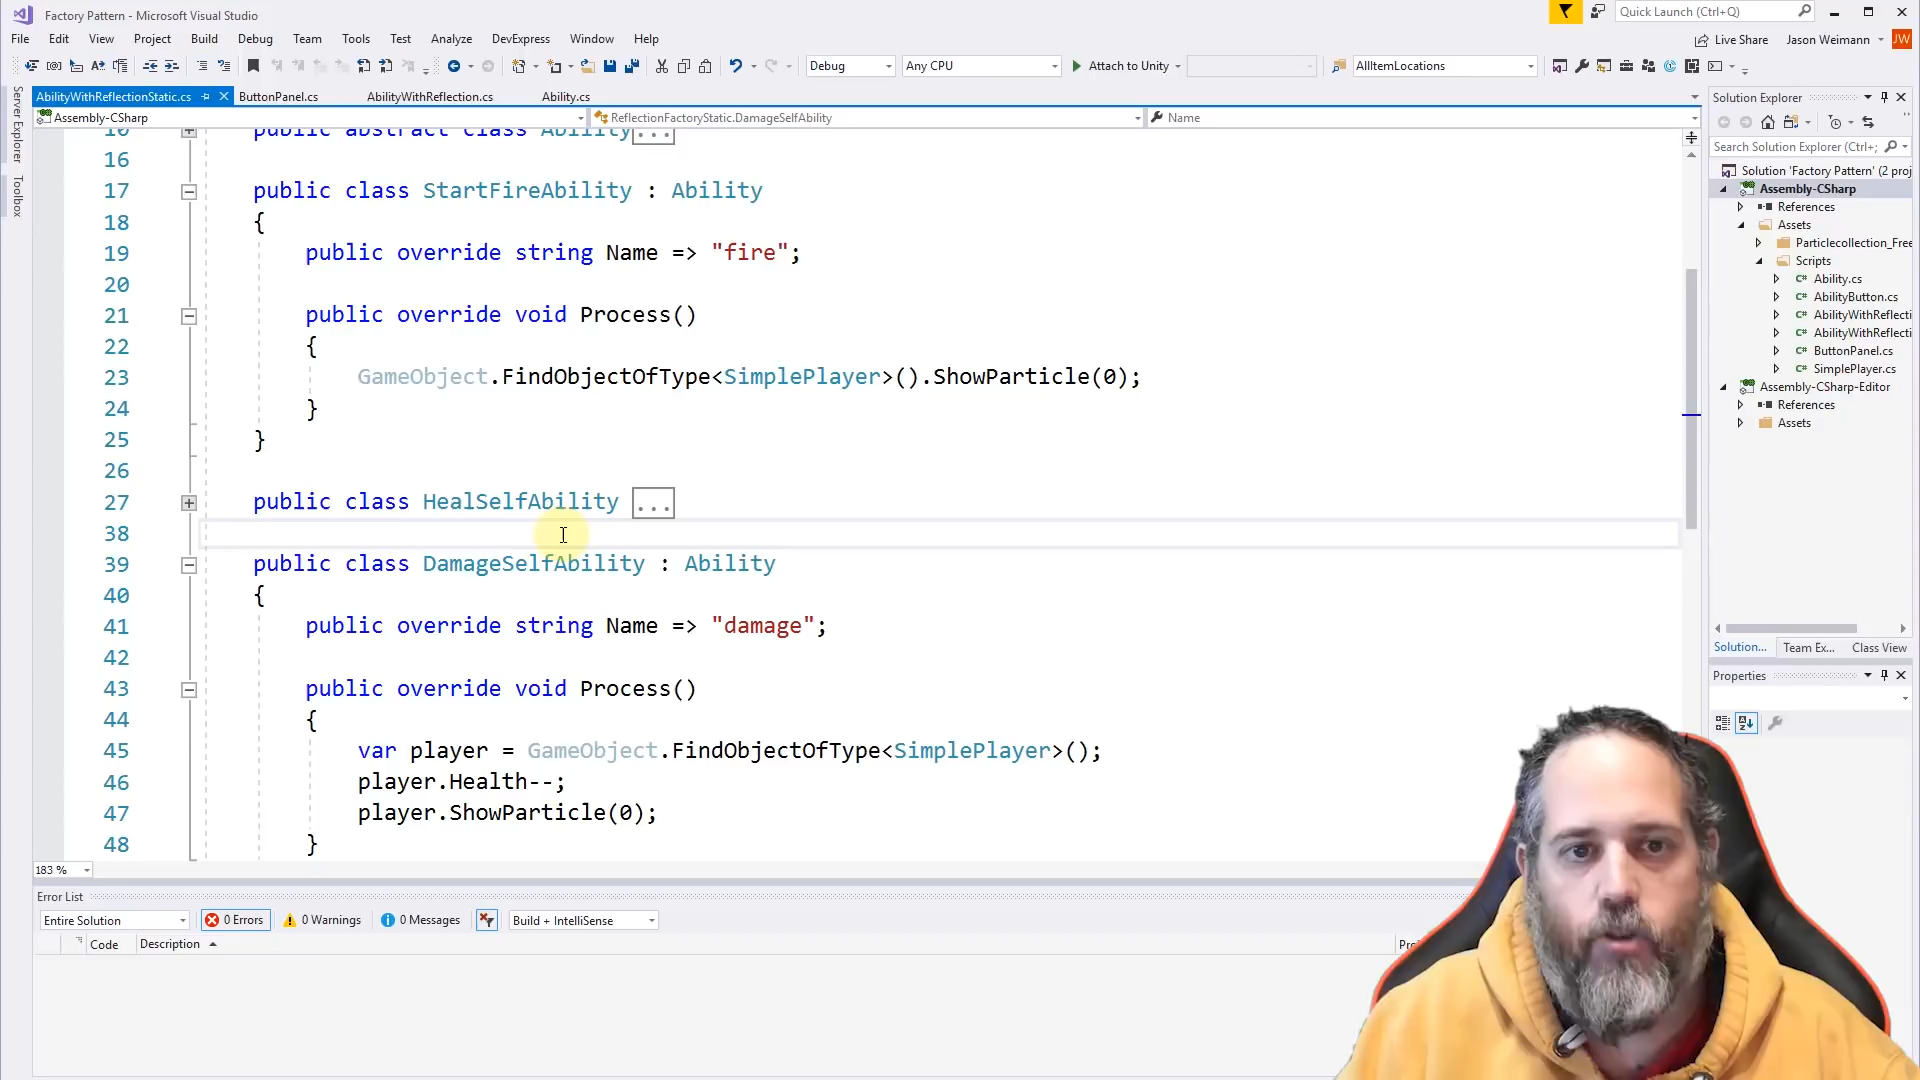 Factory Pattern - Microsoft Visual Studio
Quick Launch (Ctrl+Q)
File Edit View Project Build Debug Team Tools Test Analyze DevExpress Window Help
Live Share Jason Weimann JW
Debug Any CPU Attach to Unity AllItemLocations
Server Explorer
Toolbox
AbilityWithReflectionStatic.cs ButtonPanel.cs AbilityWithReflection.cs Ability.cs
Assembly-CSharp ReflectionFactoryStatic.DamageSelfAbility Name
10 public abstract class Ability...
16
17 public class StartFireAbility : Ability
18 {
19 public override string Name => "fire";
20
21 public override void Process()
22 {
23 GameObject.FindObjectOfType<SimplePlayer>().ShowParticle(0);
24 }
25 }
26
27 public class HealSelfAbility ...
38
39 public class DamageSelfAbility : Ability
40 {
41 public override string Name => "damage";
42
43 public override void Process()
44 {
45 var player = GameObject.FindObjectOfType<SimplePlayer>();
46 player.Health--;
47 player.ShowParticle(0);
48 }
183 %
Error List
Entire Solution 0 Errors 0 Warnings 0 Messages Build + IntelliSense
Code Description
Solution Explorer
Search Solution Explorer (Ctrl+;
Solution 'Factory Pattern' (2 proj
Assembly-CSharp
References
Assets
Particlecollection_Free
Scripts
Ability.cs
AbilityButton.cs
AbilityWithReflecti
AbilityWithReflecti
ButtonPanel.cs
SimplePlayer.cs
Assembly-CSharp-Editor
References
Assets
Solution... Team Ex... Class View
Properties